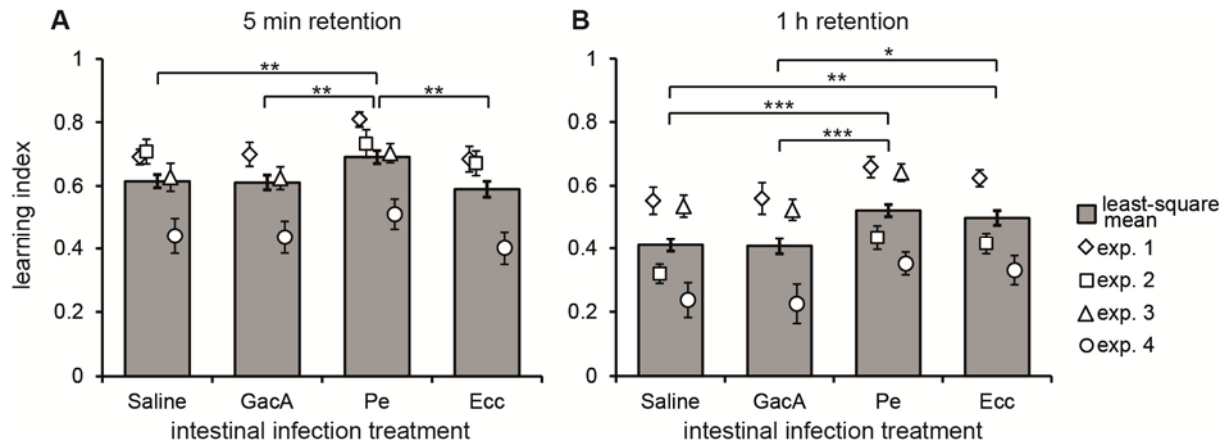 A 5 min retention
B 1 h retention
learning index
1
0.8
0.6
0.4
0.2
0
**
**
**
Saline GacA Pe Ecc
intestinal infection treatment
1
0.8
0.6
0.4
0.2
0
*
**
***
***
Saline GacA Pe Ecc
intestinal infection treatment
least-square
mean
exp. 1
exp. 2
exp. 3
exp. 4